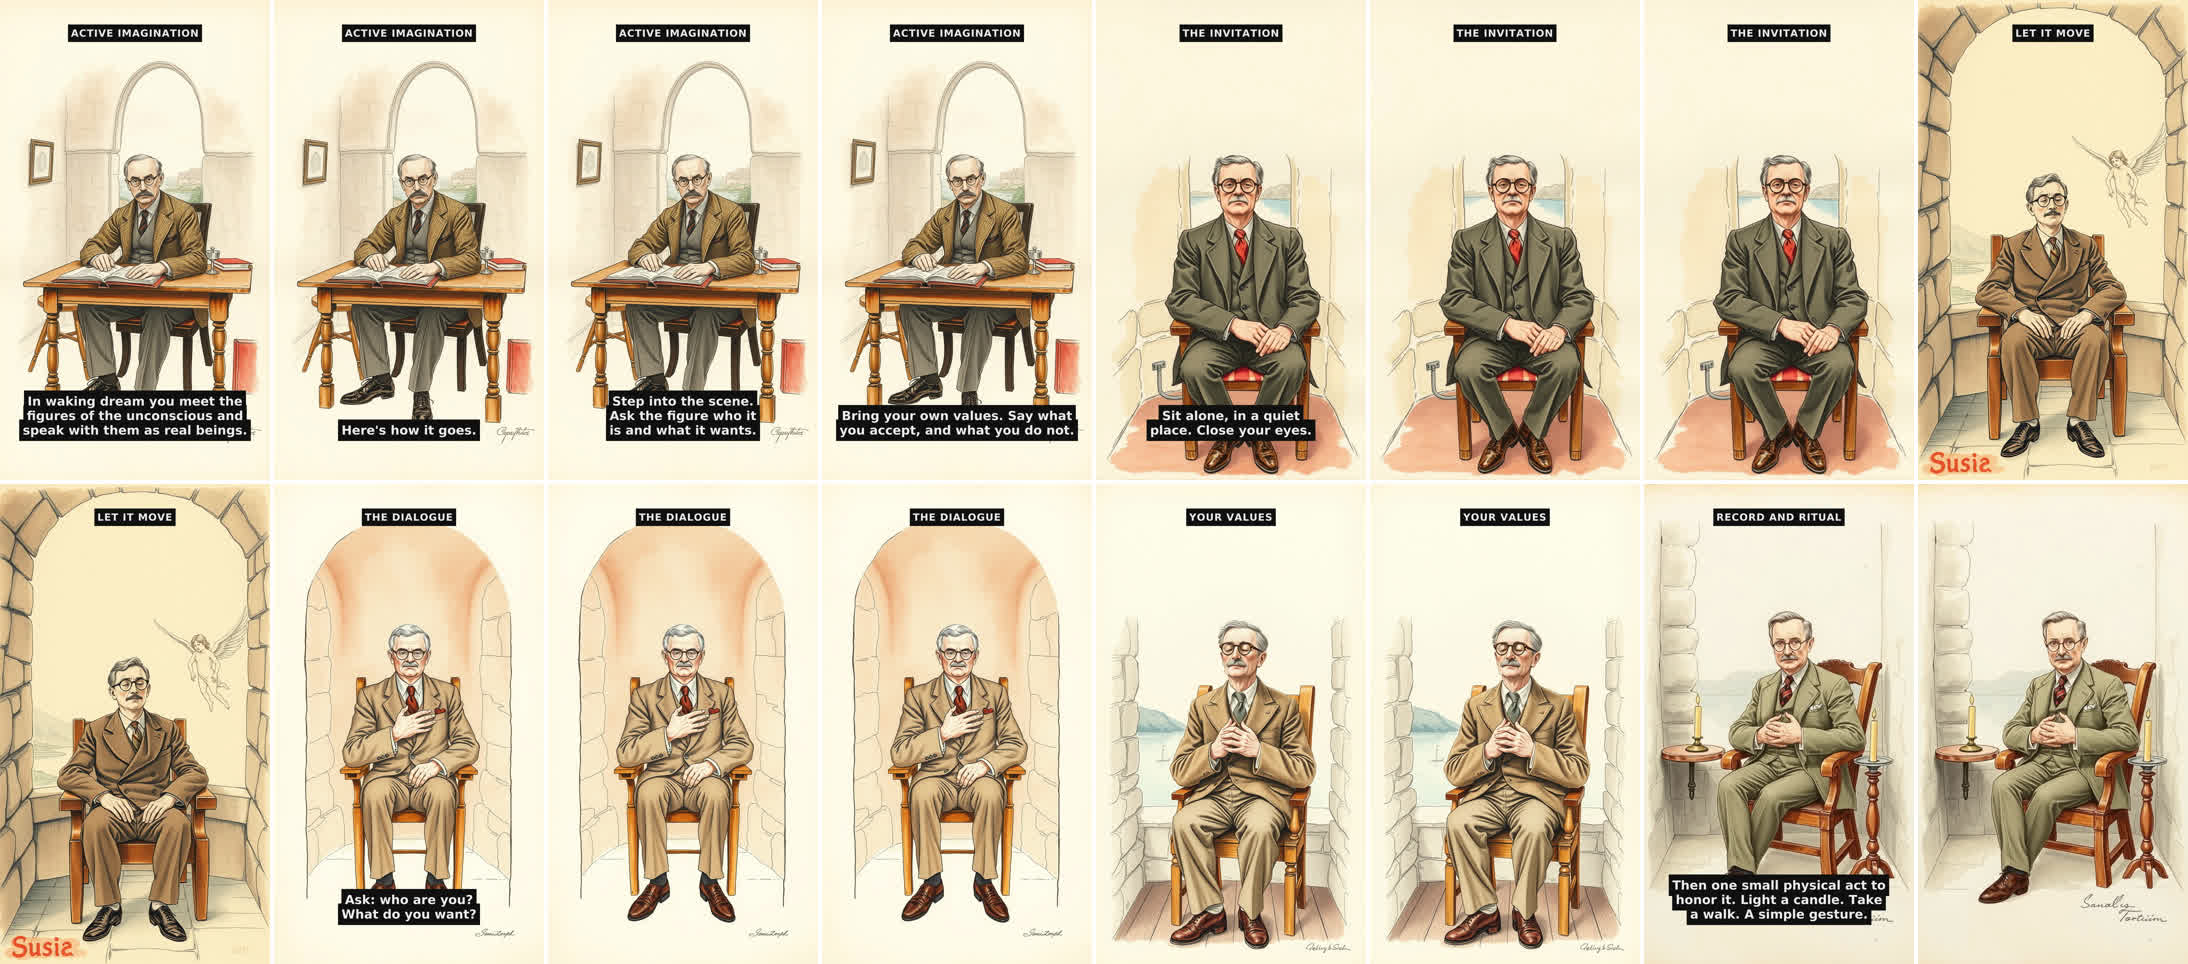 ACTIVE IMAGINATION
In waking dream you meet the
figures of the unconscious and
speak with them as real beings.
ACTIVE IMAGINATION
Here's how it goes.
ACTIVE IMAGINATION
Step into the scene.
Ask the figure who it
is and what it wants.
ACTIVE IMAGINATION
Bring your own values. Say what
you accept, and what you do not.
THE INVITATION
Sit alone, in a quiet
place. Close your eyes.
THE INVITATION
THE INVITATION
LET IT MOVE
Susia
LET IT MOVE
Susia
THE DIALOGUE
Ask: who are you?
What do you want?
THE DIALOGUE
THE DIALOGUE
YOUR VALUES
YOUR VALUES
RECORD AND RITUAL
Then one small physical act to
honor it. Light a candle. Take
a walk. A simple gesture.